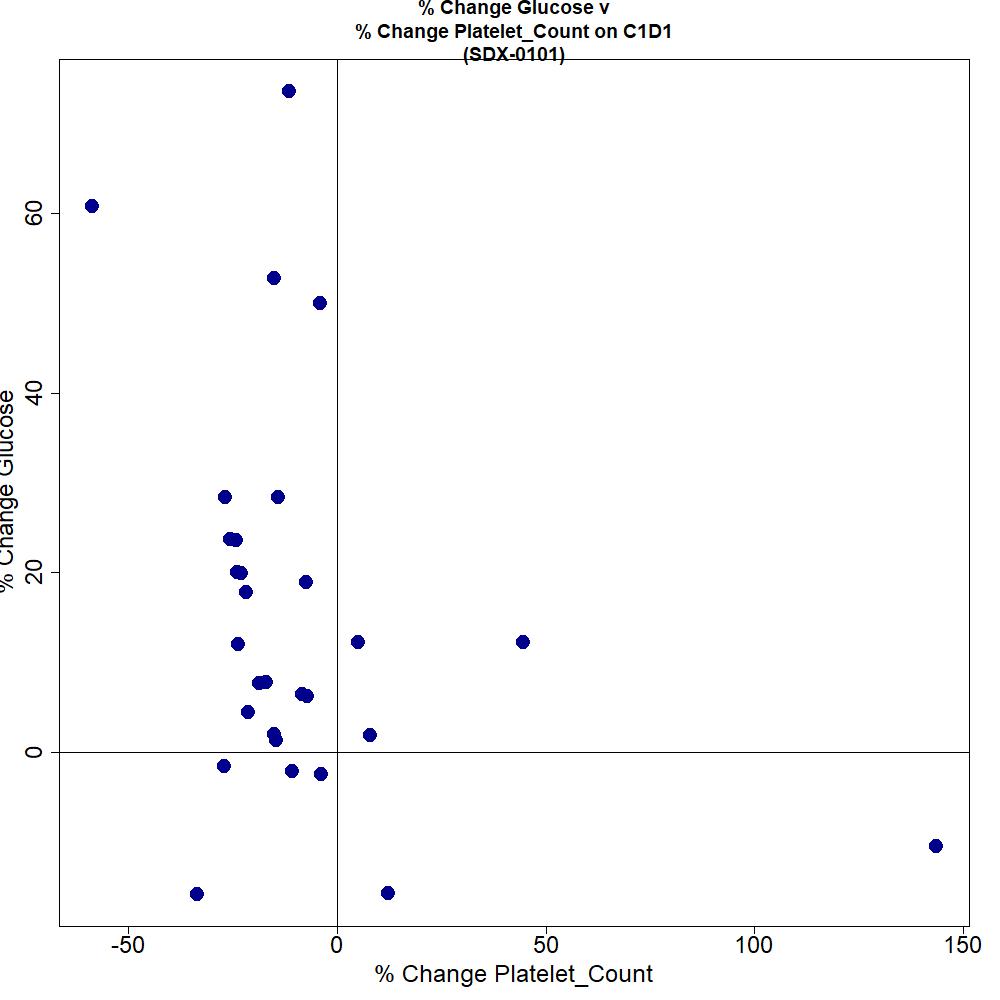 % Change Glucose v
% Change Platelet_Count on C1D1
(SDX-0101)
% Change Glucose
60
40
20
0
-50
0
50
100
150
% Change Platelet_Count